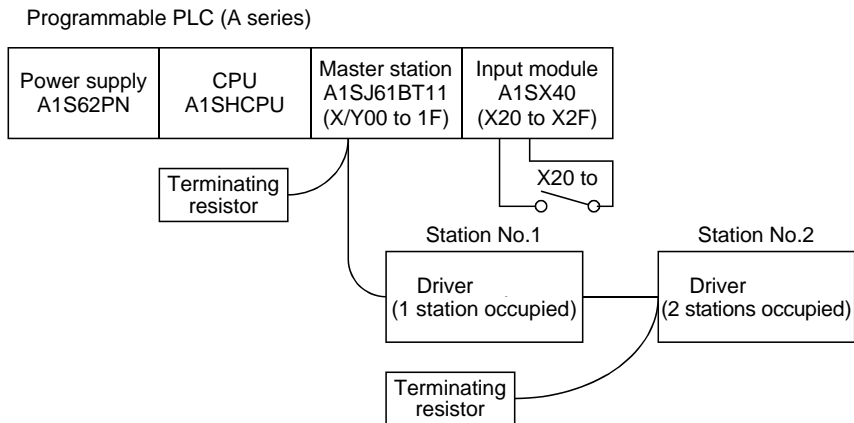 Programmable PLC (A series)
Power supply
A1S62PN
CPU
A1SHCPU
Master station
A1SJ61BT11
(X/Y00 to 1F)
Input module
A1SX40
(X20 to X2F)
Terminating
resistor
X20 to
Station No.1
Station No.2
Driver
(1 station occupied)
Driver
(2 stations occupied)
Terminating
resistor